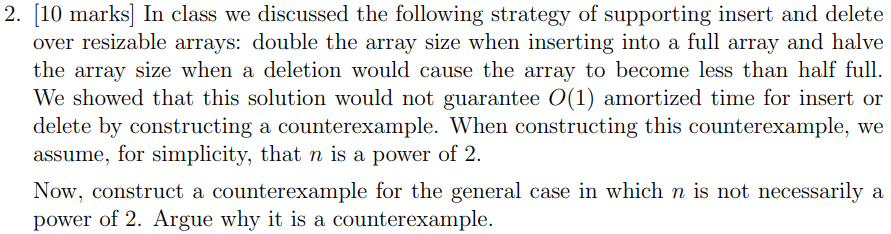 2. [10 marks] In class we discussed the following strategy of supporting insert and delete
over resizable arrays: double the array size when inserting into a full array and halve
the array size when a deletion would cause the array to become less than half full.
We showed that this solution would not guarantee O(1) amortized time for insert or
delete by constructing a counterexample. When constructing this counterexample, we
assume, for simplicity, that n is a power of 2.
Now, construct a counterexample for the general case in which n is not necessarily a
power of 2. Argue why it is a counterexample.